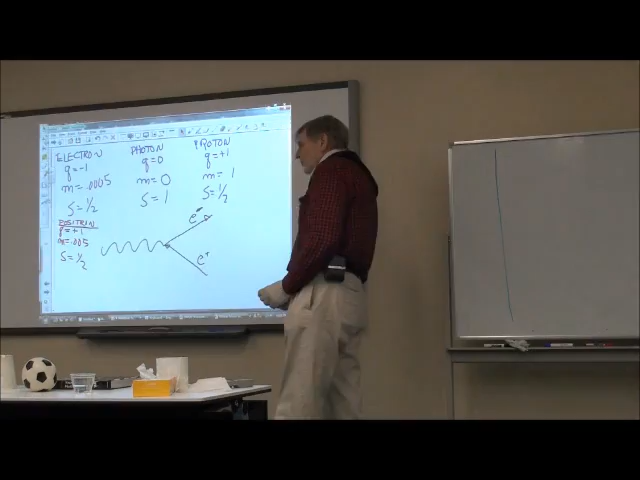 ELECTRON
q=-1
m=.0005
S=1/2
PHOTON
q=0
m=0
S=1
PROTON
q=+1
m=1
S=1/2
POSITRON
q=+1
m=.005
S=1/2
e⁻
e⁺